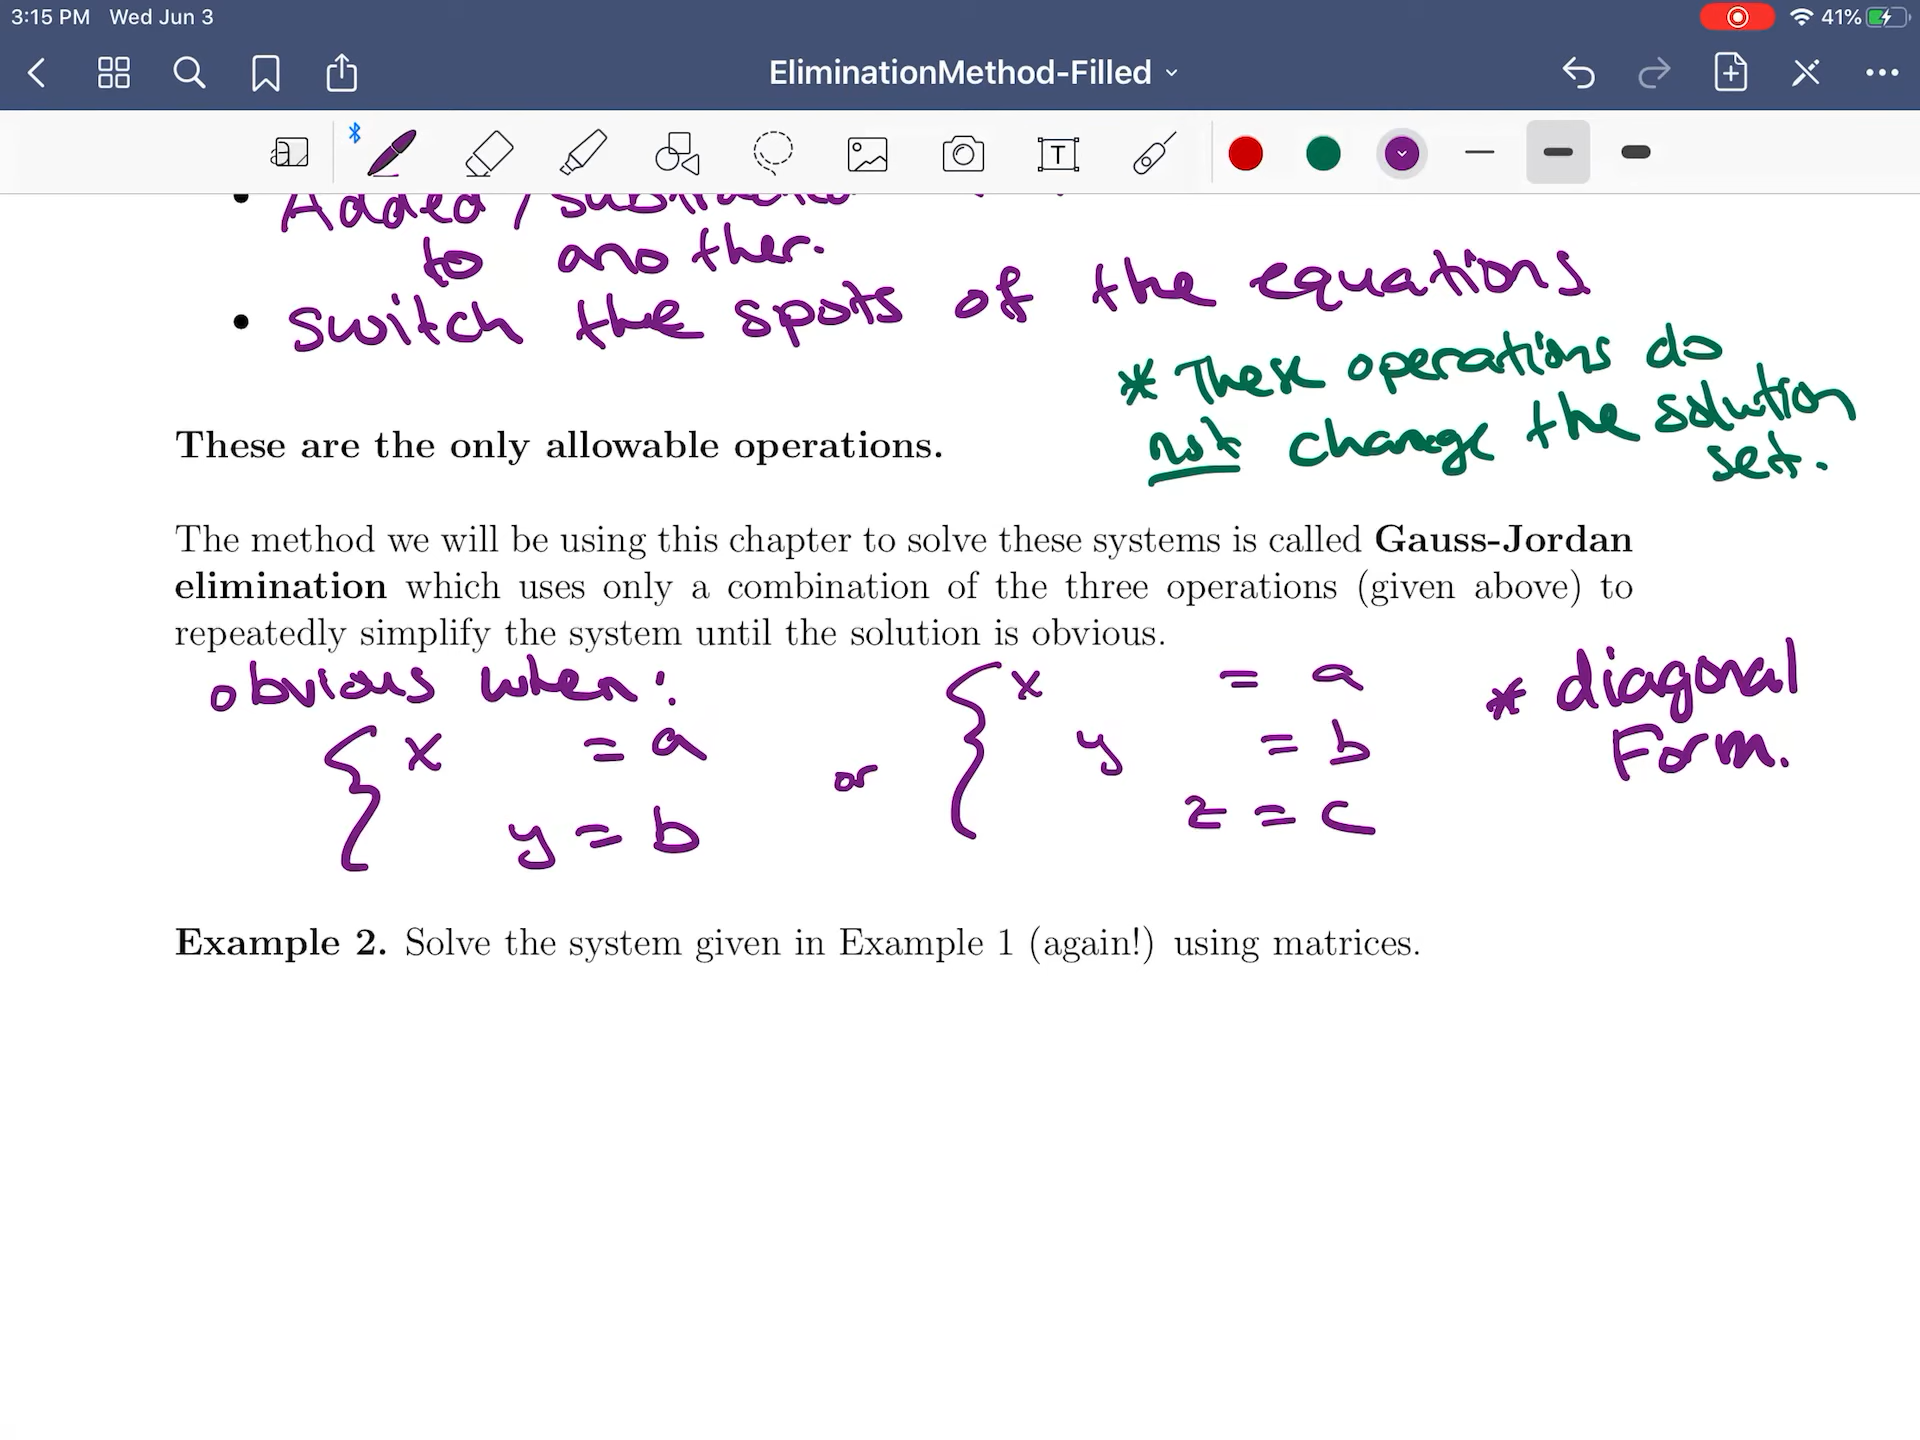 3:15 PM Wed Jun 3
41%
EliminationMethod-Filled
a
T
• Added / subtracted
to another.
• Switch the spots of the equations
* These operations do
not change the solution
set.
These are the only allowable operations.
The method we will be using this chapter to solve these systems is called Gauss-Jordan
elimination which uses only a combination of the three operations (given above) to
repeatedly simplify the system until the solution is obvious.
obvious when:
{ x = a
y = b
or
{ x = a
y = b
z = c
* diagonal
Form.
Example 2. Solve the system given in Example 1 (again!) using matrices.